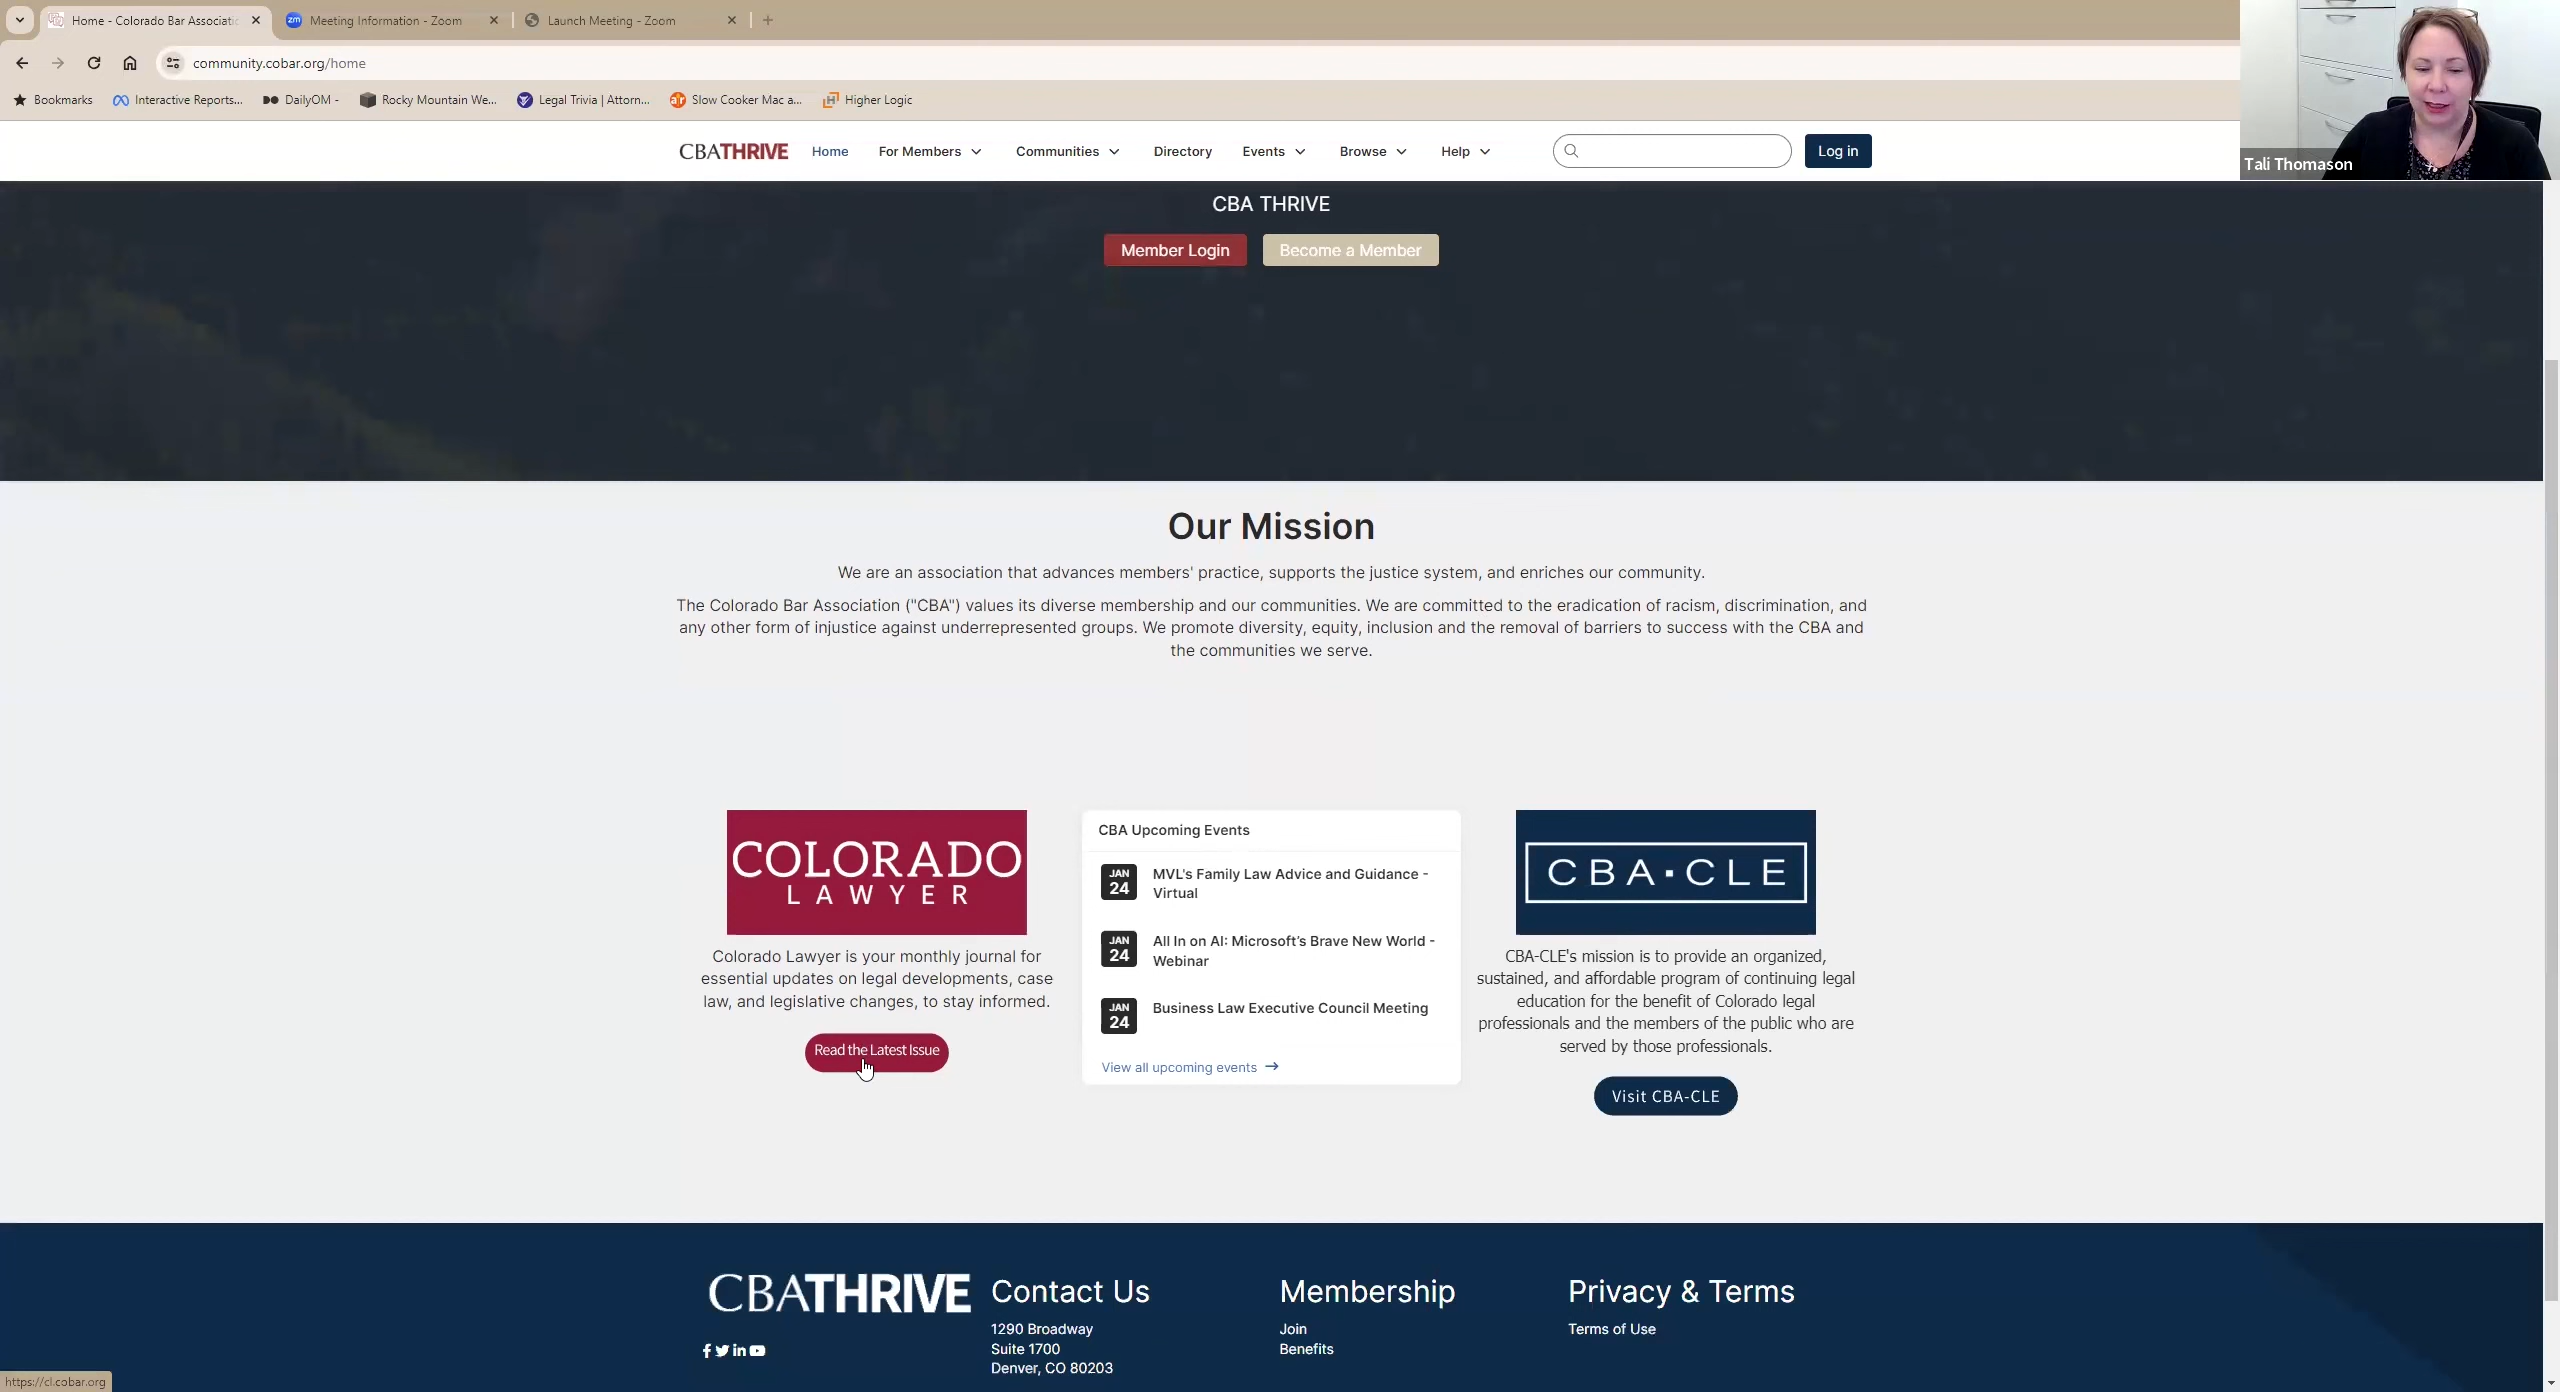 Home - Colorado Bar Associatic
Meeting Information - Zoom
Launch Meeting - Zoom
community.cobar.org/home
Bookmarks
Interactive Reports...
DailyOM -
Rocky Mountain We...
Legal Trivia | Attorn...
Slow Cooker Mac a...
Higher Logic
Tali Thomason
CBATHRIVE
Home
For Members
Communities
Directory
Events
Browse
Help
Log in
CBA THRIVE
Member Login
Become a Member
Our Mission
We are an association that advances members' practice, supports the justice system, and enriches our community.
The Colorado Bar Association ("CBA") values its diverse membership and our communities. We are committed to the eradication of racism, discrimination, and
any other form of injustice against underrepresented groups. We promote diversity, equity, inclusion and the removal of barriers to success with the CBA and
the communities we serve.
COLORADO
LAWYER
Colorado Lawyer is your monthly journal for
essential updates on legal developments, case
law, and legislative changes, to stay informed.
Read the Latest Issue
CBA Upcoming Events
JAN
24
MVL's Family Law Advice and Guidance -
Virtual
JAN
24
All In on AI: Microsoft’s Brave New World -
Webinar
JAN
24
Business Law Executive Council Meeting
View all upcoming events →
CBA·CLE
CBA-CLE's mission is to provide an organized,
sustained, and affordable program of continuing legal
education for the benefit of Colorado legal
professionals and the members of the public who are
served by those professionals.
Visit CBA-CLE
CBATHRIVE
Contact Us
1290 Broadway
Suite 1700
Denver, CO 80203
Membership
Join
Benefits
Privacy & Terms
Terms of Use
https://cl.cobar.org